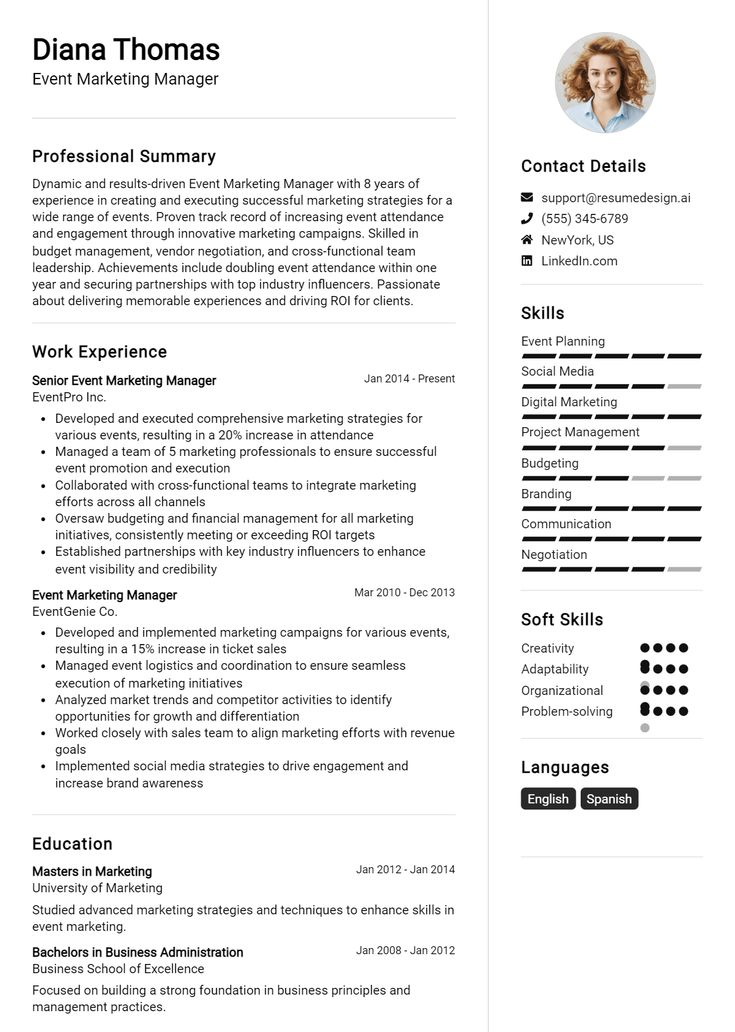 Diana Thomas
Event Marketing Manager
Professional Summary
Dynamic and results-driven Event Marketing Manager with 8 years of
experience in creating and executing successful marketing strategies for a
wide range of events. Proven track record of increasing event attendance
and engagement through innovative marketing campaigns. Skilled in
budget management, vendor negotiation, and cross-functional team
leadership. Achievements include doubling event attendance within one
year and securing partnerships with top industry influencers. Passionate
about delivering memorable experiences and driving ROI for clients.
Work Experience
Senior Event Marketing Manager Jan 2014 - Present
EventPro Inc.
• Developed and executed comprehensive marketing strategies for
various events, resulting in a 20% increase in attendance
• Managed a team of 5 marketing professionals to ensure successful
event promotion and execution
• Collaborated with cross-functional teams to integrate marketing
efforts across all channels
• Oversaw budgeting and financial management for all marketing
initiatives, consistently meeting or exceeding ROI targets
• Established partnerships with key industry influencers to enhance
event visibility and credibility
Event Marketing Manager Mar 2010 - Dec 2013
EventGenie Co.
• Developed and implemented marketing campaigns for various events,
resulting in a 15% increase in ticket sales
• Managed event logistics and coordination to ensure seamless
execution of marketing initiatives
• Analyzed market trends and competitor activities to identify
opportunities for growth and differentiation
• Worked closely with sales team to align marketing efforts with revenue
goals
• Implemented social media strategies to drive engagement and
increase brand awareness
Education
Masters in Marketing Jan 2012 - Jan 2014
University of Marketing
Studied advanced marketing strategies and techniques to enhance skills in
event marketing.
Bachelors in Business Administration Jan 2008 - Jan 2012
Business School of Excellence
Focused on building a strong foundation in business principles and
management practices.
Contact Details
support@resumedesign.ai
(555) 345-6789
NewYork, US
LinkedIn.com
Skills
Event Planning
Social Media
Digital Marketing
Project Management
Budgeting
Branding
Communication
Negotiation
Soft Skills
Creativity
Adaptability
Organizational
Problem-solving
Languages
English Spanish